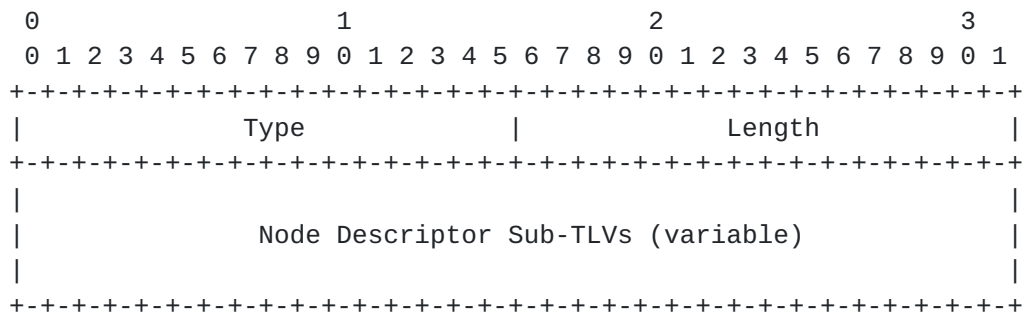 0                   1                   2                   3
 0 1 2 3 4 5 6 7 8 9 0 1 2 3 4 5 6 7 8 9 0 1 2 3 4 5 6 7 8 9 0 1
+-+-+-+-+-+-+-+-+-+-+-+-+-+-+-+-+-+-+-+-+-+-+-+-+-+-+-+-+-+-+-+-+
|              Type             |             Length            |
+-+-+-+-+-+-+-+-+-+-+-+-+-+-+-+-+-+-+-+-+-+-+-+-+-+-+-+-+-+-+-+-+
|                                                               |
|               Node Descriptor Sub-TLVs (variable)             |
|                                                               |
+-+-+-+-+-+-+-+-+-+-+-+-+-+-+-+-+-+-+-+-+-+-+-+-+-+-+-+-+-+-+-+-+